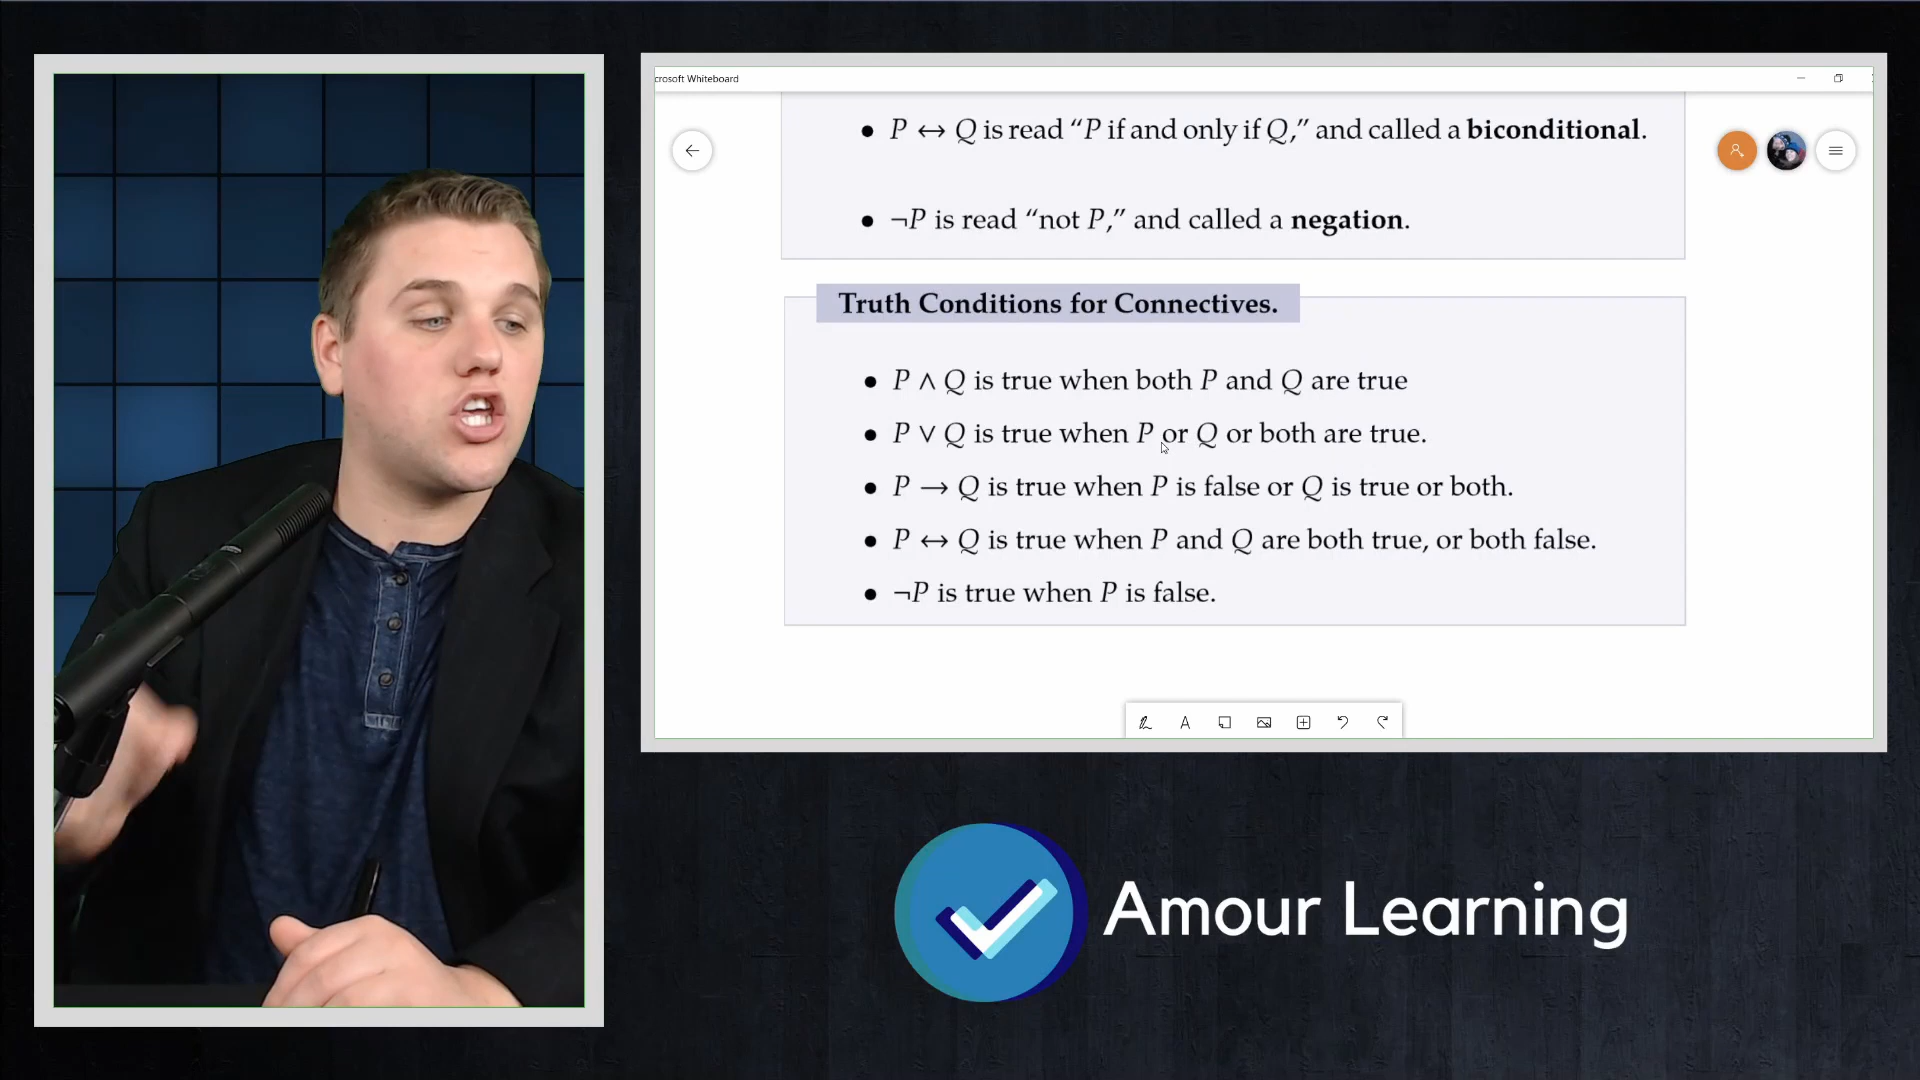 crosoft Whiteboard
• P ↔ Q is read “P if and only if Q,” and called a biconditional.
• ¬P is read “not P,” and called a negation.
Truth Conditions for Connectives.
• P ∧ Q is true when both P and Q are true
• P ∨ Q is true when P or Q or both are true.
• P → Q is true when P is false or Q is true or both.
• P ↔ Q is true when P and Q are both true, or both false.
• ¬P is true when P is false.
Amour Learning